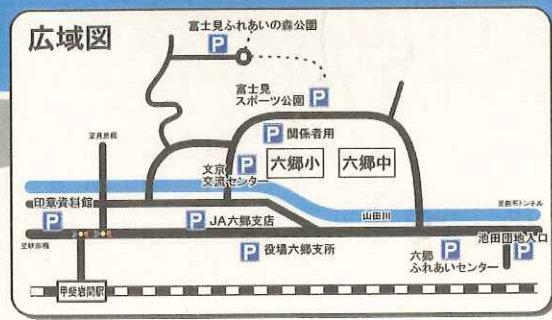 広域図
富士見ふれあいの森公園
P
富士見
スポーツ公園
P
P 関係者用
文京
交流センター
P
六郷小
六郷中
印章資料館
P
P JA六郷支店
山田川
P 役場六郷支所
六郷
ふれあいセンター
P
池田団地入口
P
甲斐岩間駅